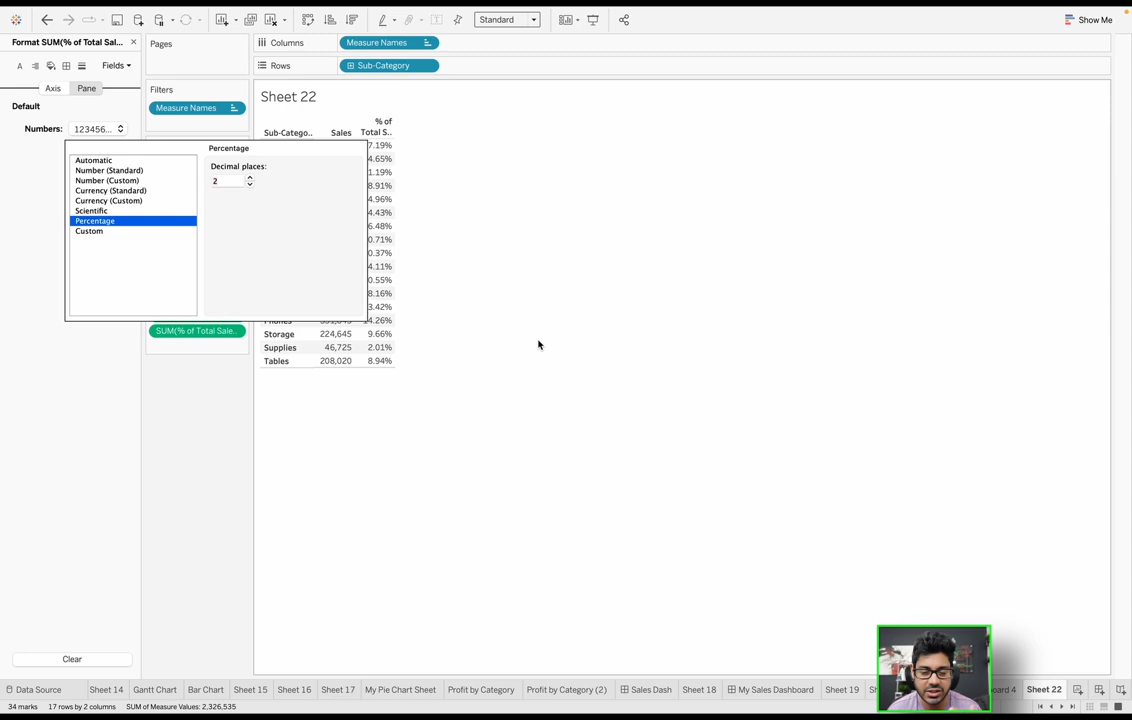 Standard
Show Me
Format SUM(% of Total Sal...
Fields
Axis
Pane
Default
Numbers:
123456...
Pages
Filters
Measure Names
Columns
Measure Names
Rows
Sub-Category
Sheet 22
Sub-Catego..
Sales
% of
Total S..
Percentage
Automatic
Number (Standard)
Number (Custom)
Currency (Standard)
Currency (Custom)
Scientific
Percentage
Custom
Decimal places:
2
7.19%
4.65%
1.19%
8.91%
4.96%
4.43%
6.48%
0.71%
0.37%
4.11%
0.55%
8.16%
3.42%
14.26%
Storage 224,645 9.66%
Supplies 46,725 2.01%
Tables 208,020 8.94%
SUM(% of Total Sale..
Clear
Data Source
Sheet 14
Gantt Chart
Bar Chart
Sheet 15
Sheet 16
Sheet 17
My Pie Chart Sheet
Profit by Category
Profit by Category (2)
Sales Dash
Sheet 18
My Sales Dashboard
Sheet 19
Sheet 22
34 marks
17 rows by 2 columns
SUM of Measure Values: 2,326,535